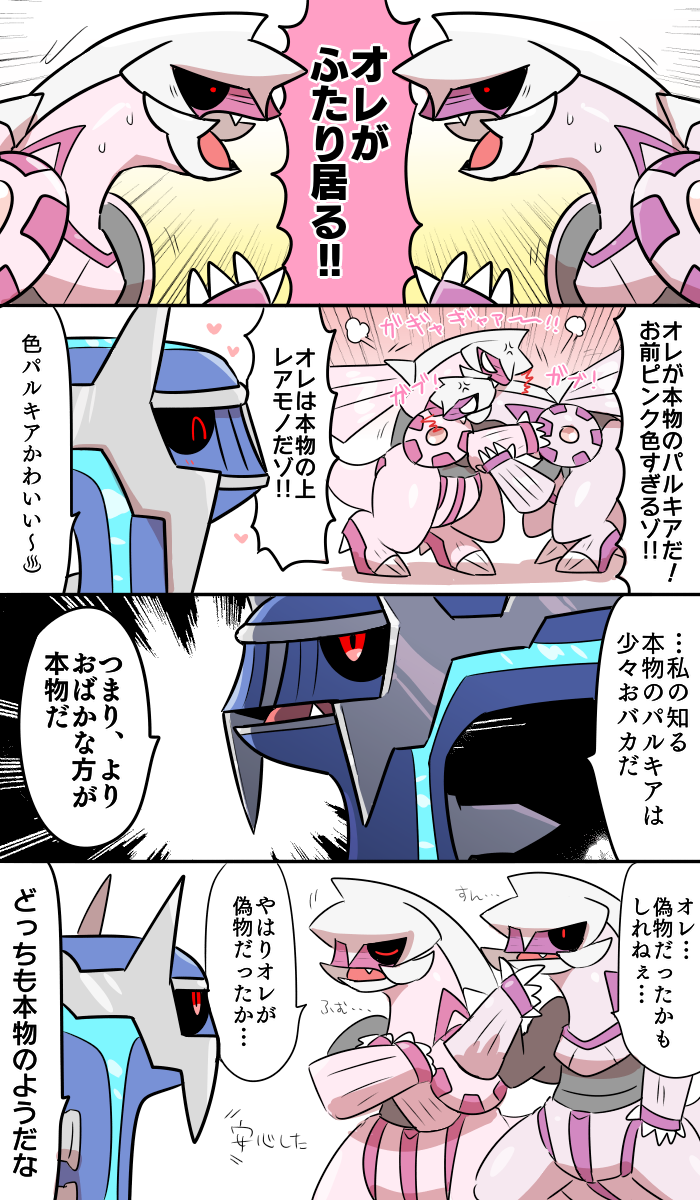 オレが
ふたり居る!!
オレが本物のパルキアだ!
お前ピンク色すぎるゾ!!
ガギャギャアァ〜〜!!
ガブ!
ガブ!
オレは本物の上
レアモノだゾ!!
色パルキアかわいい〜♨
…私の知る
本物のパルキアは
少々おバカだ
つまり、より
おばかな方が
本物だ
オレ…
偽物だったかも
しれねぇ…
すん…
ふむ…
やはりオレが
偽物だったか…
安心した
どっちも本物のようだな